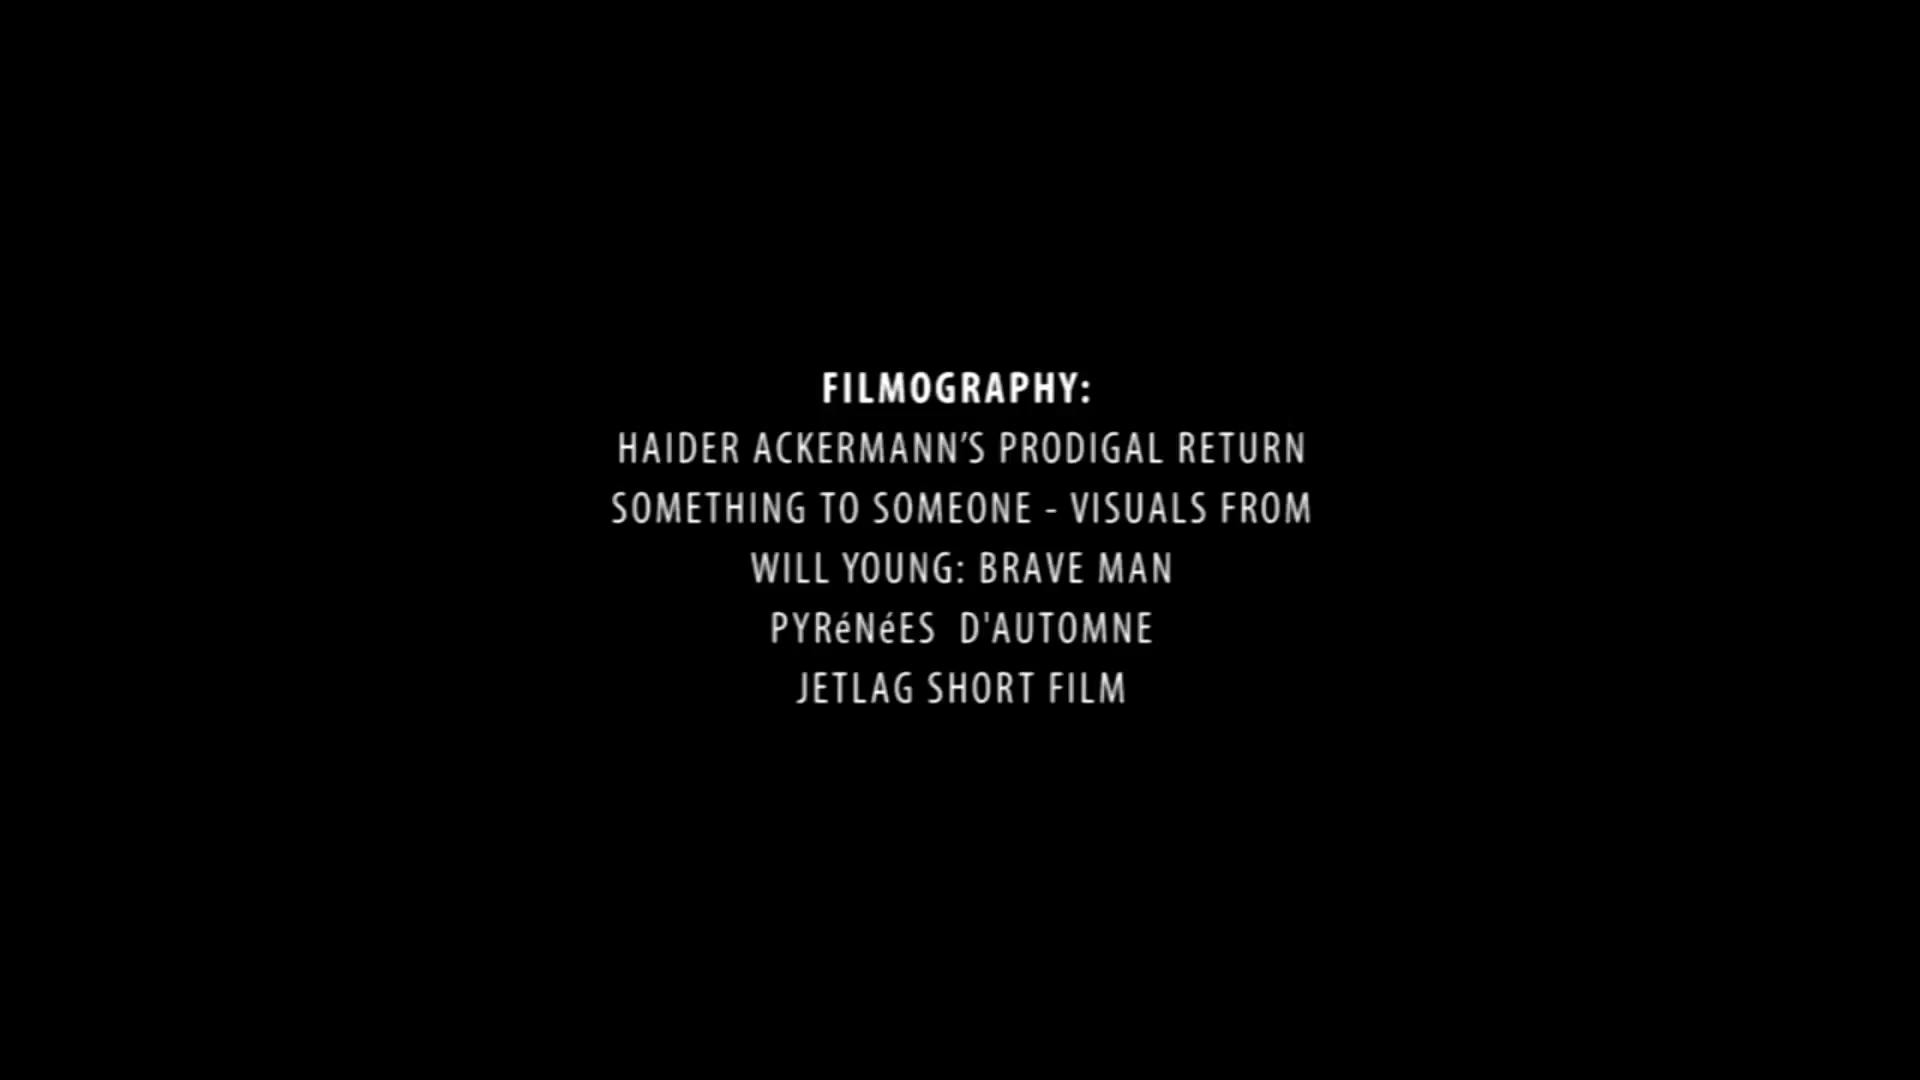 FILMOGRAPHY:
HAIDER ACKERMANN’S PRODIGAL RETURN
SOMETHING TO SOMEONE - VISUALS FROM
WILL YOUNG: BRAVE MAN
PYRéNéES  D'AUTOMNE
JETLAG SHORT FILM